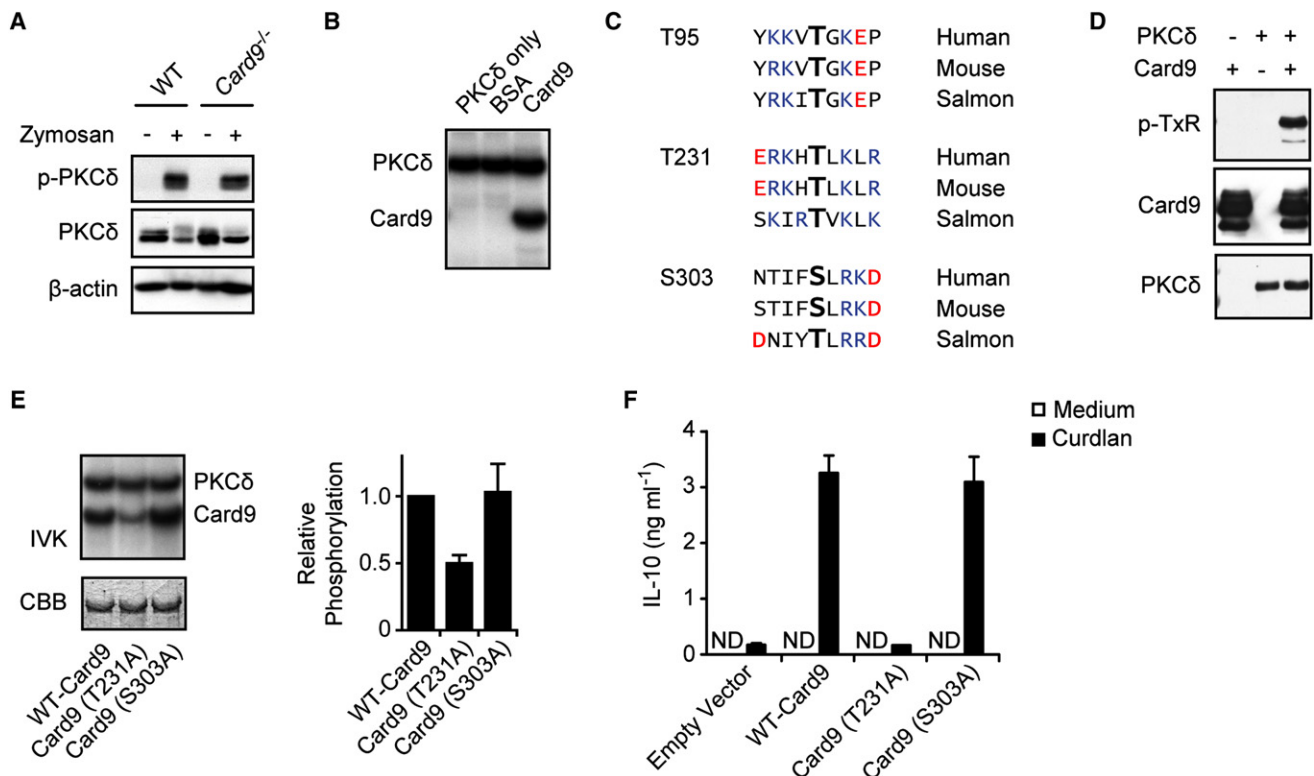 A
WT Card9-/-
Zymosan - + - +
p-PKCδ
PKCδ
β-actin
B
PKCδ only
BSA
Card9
PKCδ
Card9
C
T95 YKKVTGKEP Human
YRKVTGKEP Mouse
YRKITGKEP Salmon
T231 ERKHTLKLR Human
ERKHTLKLR Mouse
SKIRTVKLK Salmon
S303 NTIFSLRKD Human
STIFSLRKD Mouse
DNIYTLRRD Salmon
D
PKCδ - + +
Card9 + - +
p-TxR
Card9
PKCδ
E
PKCδ
Card9
IVK
CBB
WT-Card9
Card9 (T231A)
Card9 (S303A)
Relative
Phosphorylation
1.0
0.5
0
WT-Card9
Card9 (T231A)
Card9 (S303A)
F
Medium
Curdlan
IL-10 (ng ml-1)
4
3
2
1
0
ND ND ND ND
Empty Vector
WT-Card9
Card9 (T231A)
Card9 (S303A)